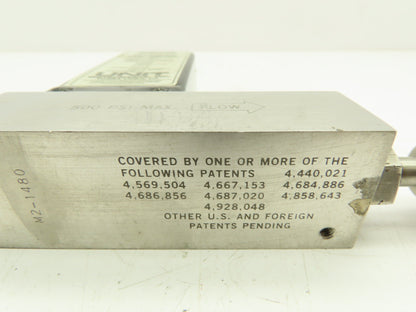 UNIT
500 PSI MAX. FLOW
COVERED BY ONE OR MORE OF THE
FOLLOWING PATENTS 4,440,021
4,569,504 4,667,153 4,684,886
4,686,856 4,687,020 4,858,643
4,928,048
OTHER U.S. AND FOREIGN
PATENTS PENDING
M2-1480